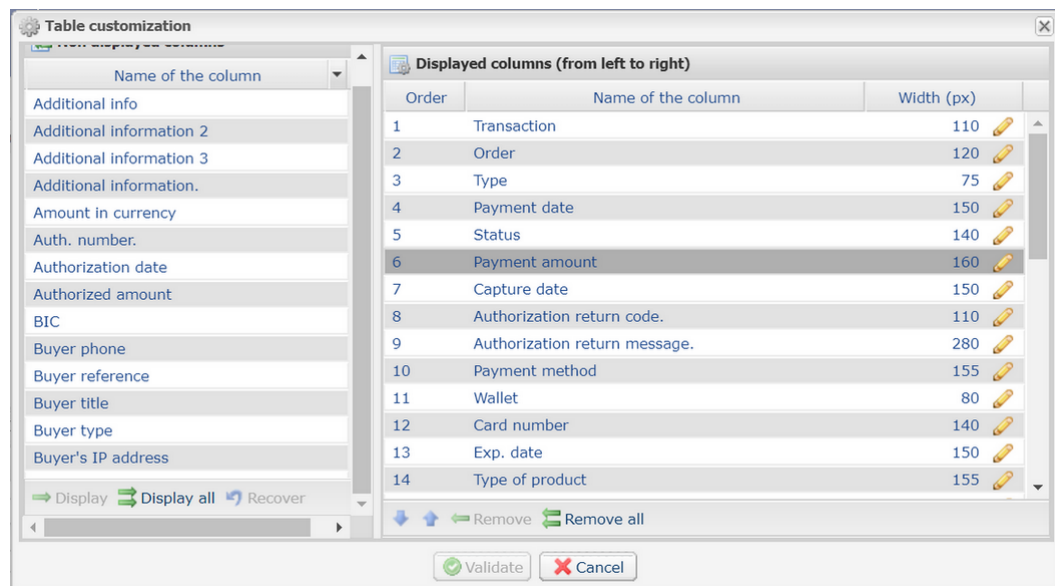 Table customization
Non displayed columns
Name of the column
Additional info
Additional information 2
Additional information 3
Additional information.
Amount in currency
Auth. number.
Authorization date
Authorized amount
BIC
Buyer phone
Buyer reference
Buyer title
Buyer type
Buyer's IP address
Display Display all Recover
Displayed columns (from left to right)
Order Name of the column Width (px)
1 Transaction 110
2 Order 120
3 Type 75
4 Payment date 150
5 Status 140
6 Payment amount 160
7 Capture date 150
8 Authorization return code. 110
9 Authorization return message. 280
10 Payment method 155
11 Wallet 80
12 Card number 140
13 Exp. date 150
14 Type of product 155
Remove Remove all
Validate Cancel